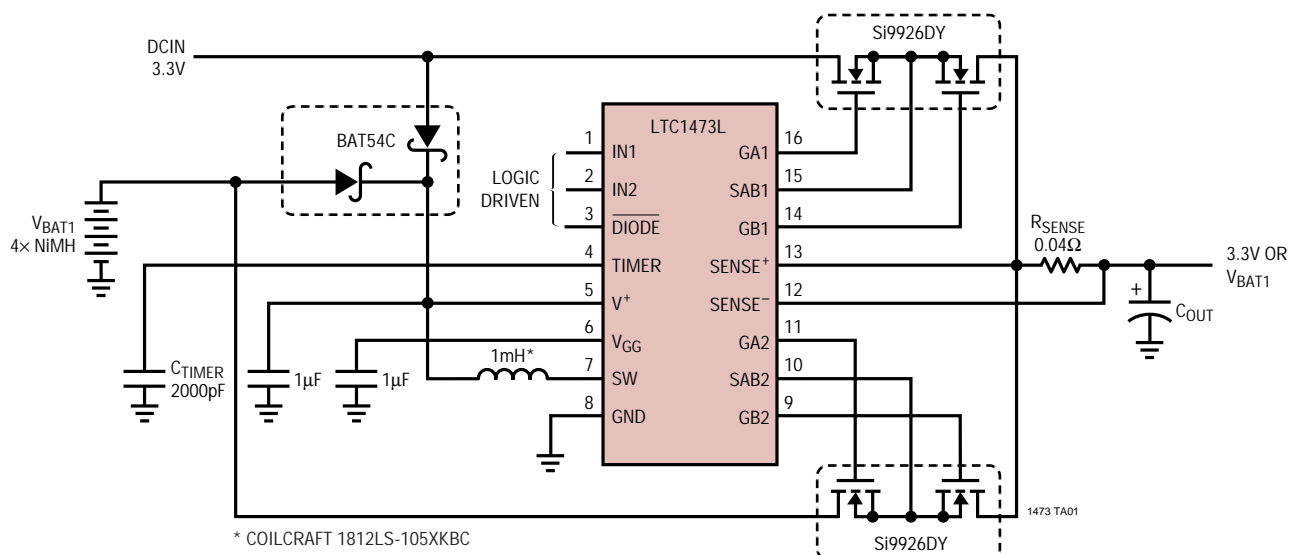 Si9926DY
DCIN
3.3V
BAT54C
LTC1473L
1
IN1
GA1
16
2
IN2
SAB1
15
3
DIODE
GB1
14
LOGIC
DRIVEN
4
TIMER
SENSE+
13
5
V+
SENSE–
12
6
VGG
GA2
11
7
SW
SAB2
10
8
GND
GB2
9
VBAT1
4× NiMH
RSENSE
0.04Ω
3.3V OR
VBAT1
+
COUT
CTIMER
2000pF
1µF
1µF
1mH*
1473 TA01
* COILCRAFT 1812LS-105XKBC
Si9926DY